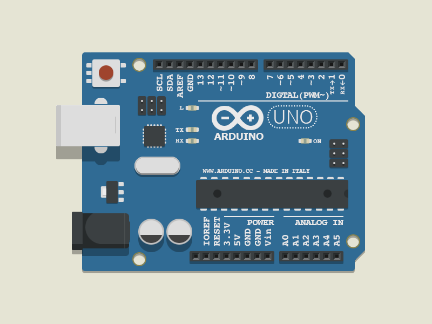 SCL
SDA
AREF
GND
13
12
~11
~10
~9
8
7
~6
~5
4
~3
2
TX→1
RX←0
DIGTAL(PWM~)
L
TX
RX
ARDUINO
UNO
ON
WWW.ARDUINO.CC - MADE IN ITALY
POWER
ANALOG IN
IOREF
RESET
3.3V
5V
GND
GND
Vin
A0
A1
A2
A3
A4
A5